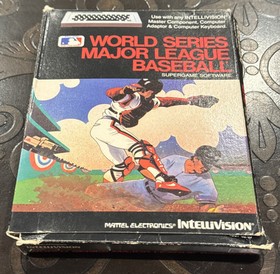 Use with any INTELLIVISION®
Master Component, Computer
Adaptor & Computer Keyboard
WORLD SERIES
MAJOR LEAGUE
BASEBALL
SUPERGAME SOFTWARE
MATTEL ELECTRONICS® INTELLIVISION®